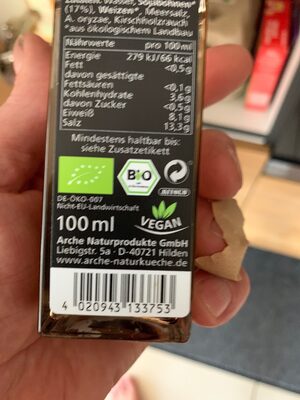 Zutaten: Wasser, Sojabohnen*
(17%), Weizen*, Meersalz,
A. oryzae, Kirschholzrauch
*aus ökologischem Landbau
Nährwerte pro 100ml
Energie 279 kJ/66 kcal
Fett <0,5g
davon gesättigte
Fettsäuren <0,1g
Kohlenhydrate 3,6g
davon Zucker <0,5g
Eiweiß 8,1g
Salz 13,3g
Mindestens haltbar bis:
siehe Zusatzetikett
BIO
DE-ÖKO-007
Nicht-EU-Landwirtschaft
VEGAN
100 ml
Arche Naturprodukte GmbH
Liebigstr. 5a · D-40721 Hilden
www.arche-naturkueche.de
4 020943 133753